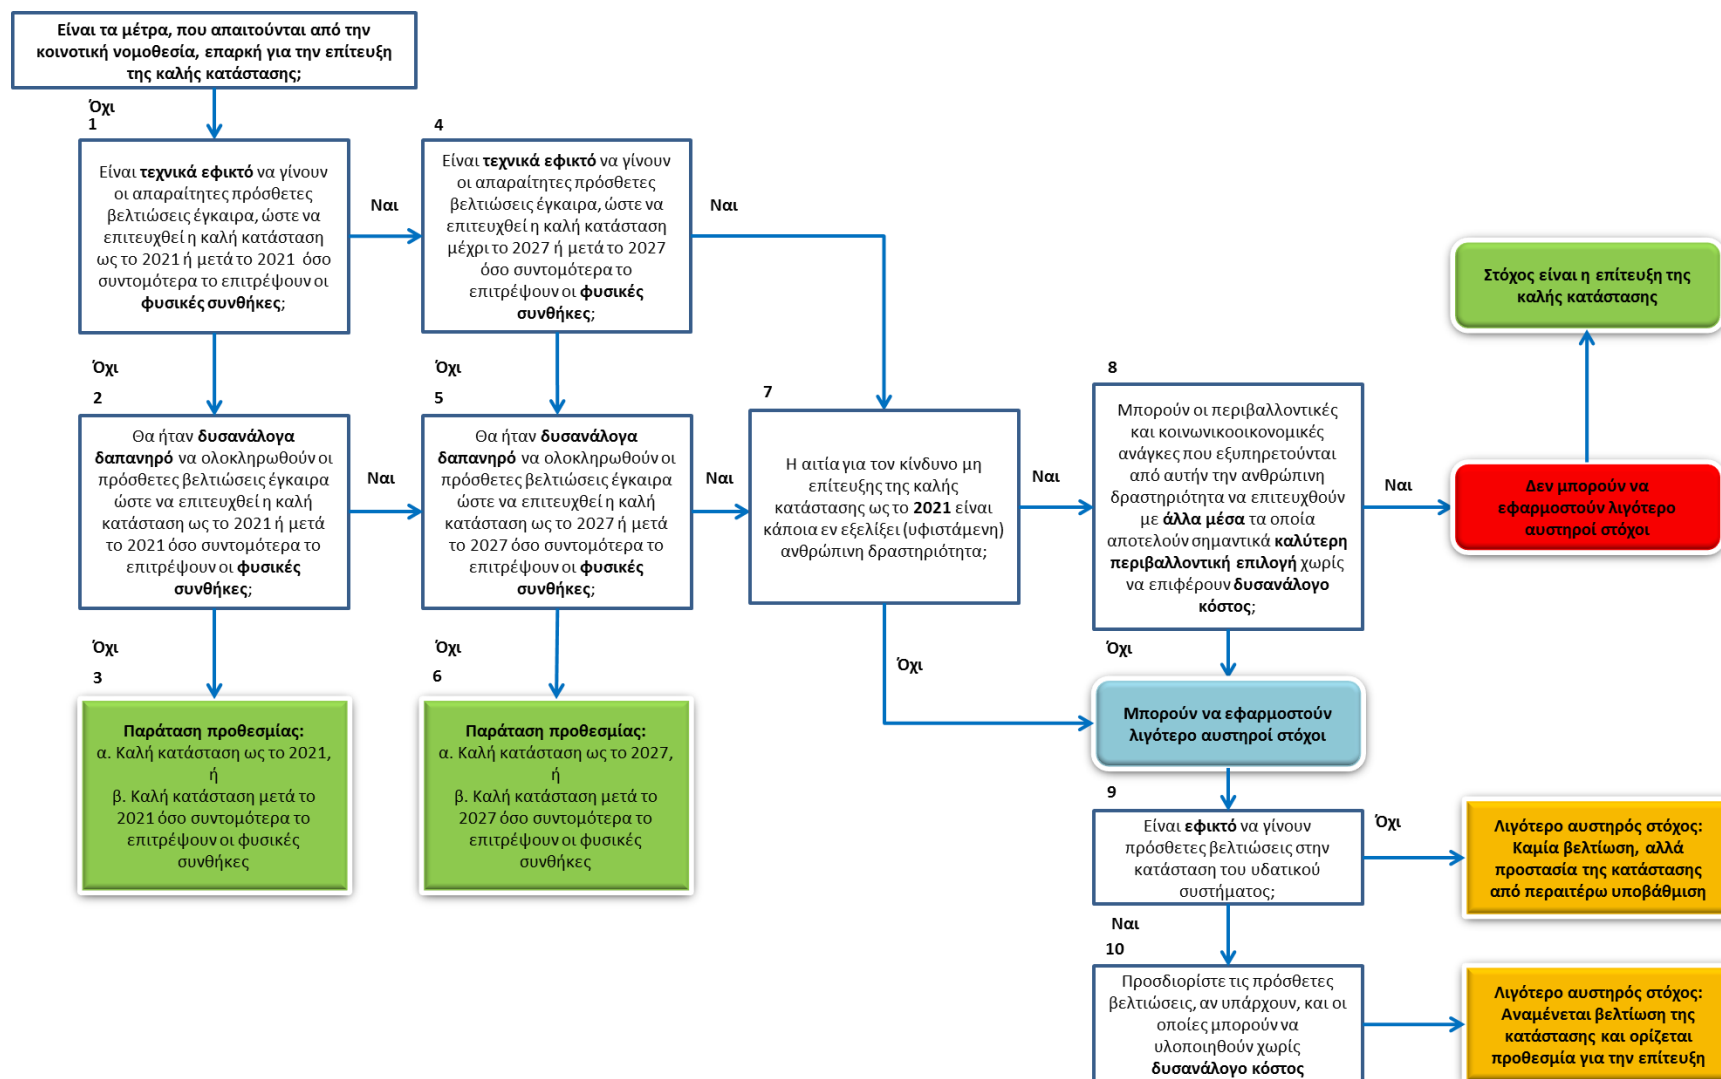 Είναι τα μέτρα, που απαιτούνται από την
κοινοτική νομοθεσία, επαρκή για την επίτευξη
της καλής κατάστασης;
Όχι
1
Είναι τεχνικά εφικτό να γίνουν
οι απαραίτητες πρόσθετες
βελτιώσεις έγκαιρα, ώστε να
επιτευχθεί η καλή κατάσταση
ως το 2021 ή μετά το 2021 όσο
συντομότερα το επιτρέψουν οι
φυσικές συνθήκες;
Ναι
4
Είναι τεχνικά εφικτό να γίνουν
οι απαραίτητες πρόσθετες
βελτιώσεις έγκαιρα, ώστε να
επιτευχθεί η καλή κατάσταση
μέχρι το 2027 ή μετά το 2027
όσο συντομότερα το
επιτρέψουν οι φυσικές
συνθήκες;
Ναι
Όχι
2
Θα ήταν δυσανάλογα
δαπανηρό να ολοκληρωθούν οι
πρόσθετες βελτιώσεις έγκαιρα
ώστε να επιτευχθεί η καλή
κατάσταση ως το 2021 ή μετά
το 2021 όσο συντομότερα το
επιτρέψουν οι φυσικές
συνθήκες;
Ναι
Όχι
5
Θα ήταν δυσανάλογα
δαπανηρό να ολοκληρωθούν οι
πρόσθετες βελτιώσεις έγκαιρα
ώστε να επιτευχθεί η καλή
κατάσταση ως το 2027 ή μετά
το 2027 όσο συντομότερα το
επιτρέψουν οι φυσικές
συνθήκες;
Ναι
7
Η αιτία για τον κίνδυνο μη
επίτευξης της καλής
κατάστασης ως το 2021 είναι
κάποια εν εξελίξει (υφιστάμενη)
ανθρώπινη δραστηριότητα;
Ναι
8
Μπορούν οι περιβαλλοντικές
και κοινωνικοοικονομικές
ανάγκες που εξυπηρετούνται
από αυτήν την ανθρώπινη
δραστηριότητα να επιτευχθούν
με άλλα μέσα τα οποία
αποτελούν σημαντικά καλύτερη
περιβαλλοντική επιλογή χωρίς
να επιφέρουν δυσανάλογο
κόστος;
Ναι
Στόχος είναι η επίτευξη της
καλής κατάστασης
Δεν μπορούν να
εφαρμοστούν λιγότερο
αυστηροί στόχοι
Όχι
3
Παράταση προθεσμίας:
α. Καλή κατάσταση ως το 2021,
ή
β. Καλή κατάσταση μετά το
2021 όσο συντομότερα το
επιτρέψουν οι φυσικές
συνθήκες
Όχι
6
Παράταση προθεσμίας:
α. Καλή κατάσταση ως το 2027,
ή
β. Καλή κατάσταση μετά το
2027 όσο συντομότερα το
επιτρέψουν οι φυσικές
συνθήκες
Όχι
Όχι
Μπορούν να εφαρμοστούν
λιγότερο αυστηροί στόχοι
9
Είναι εφικτό να γίνουν
πρόσθετες βελτιώσεις στην
κατάσταση του υδατικού
συστήματος;
Όχι
Λιγότερο αυστηρός στόχος:
Καμία βελτίωση, αλλά
προστασία της κατάστασης
από περαιτέρω υποβάθμιση
Ναι
10
Προσδιορίστε τις πρόσθετες
βελτιώσεις, αν υπάρχουν, και οι
οποίες μπορούν να
υλοποιηθούν χωρίς
δυσανάλογο κόστος
Λιγότερο αυστηρός στόχος:
Αναμένεται βελτίωση της
κατάστασης και ορίζεται
προθεσμία για την επίτευξη